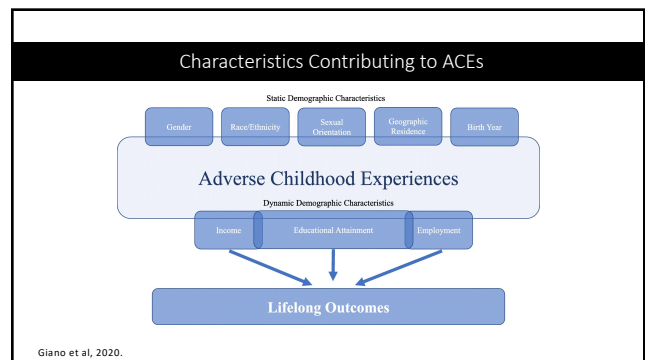 Characteristics Contributing to ACEs
Static Demographic Characteristics
Gender
Race/Ethnicity
Sexual
Orientation
Geographic
Residence
Birth Year
Adverse Childhood Experiences
Dynamic Demographic Characteristics
Income
Educational Attainment
Employment
Lifelong Outcomes
Giano et al, 2020.